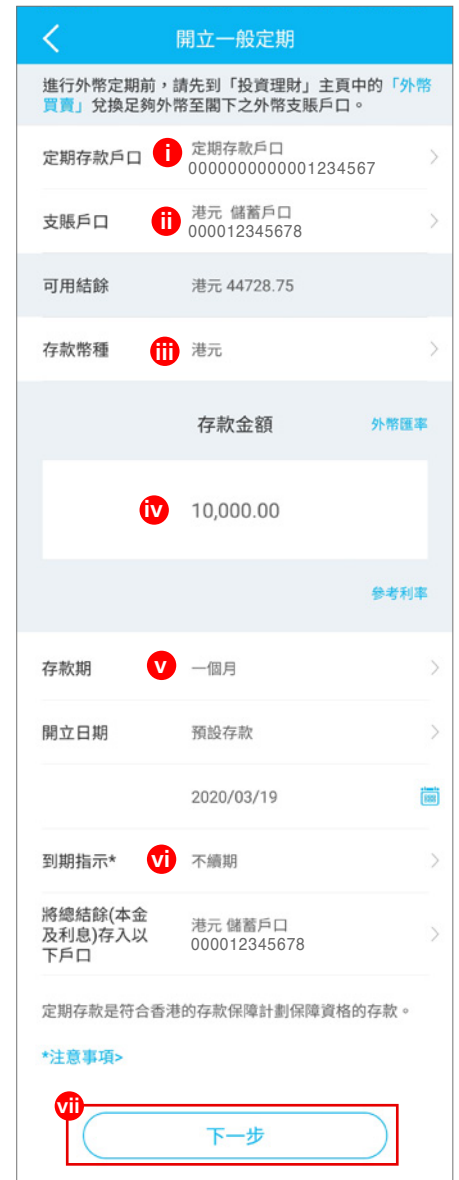 開立一般定期
進行外幣定期前，請先到「投資理財」主頁中的「外幣
買賣」兌換足夠外幣至閣下之外幣支賬戶口。
定期存款戶口 i 定期存款戶口
0000000000001234567
支賬戶口 ii 港元 儲蓄戶口
000012345678
可用結餘 港元 44728.75
存款幣種 iii 港元
存款金額 外幣匯率
iv 10,000.00
參考利率
存款期 v 一個月
開立日期 預設存款
2020/03/19
到期指示* vi 不續期
將總結餘(本金
及利息)存入以
下戶口
港元 儲蓄戶口
000012345678
定期存款是符合香港的存款保障計劃保障資格的存款。
*注意事項>
vii
下一步